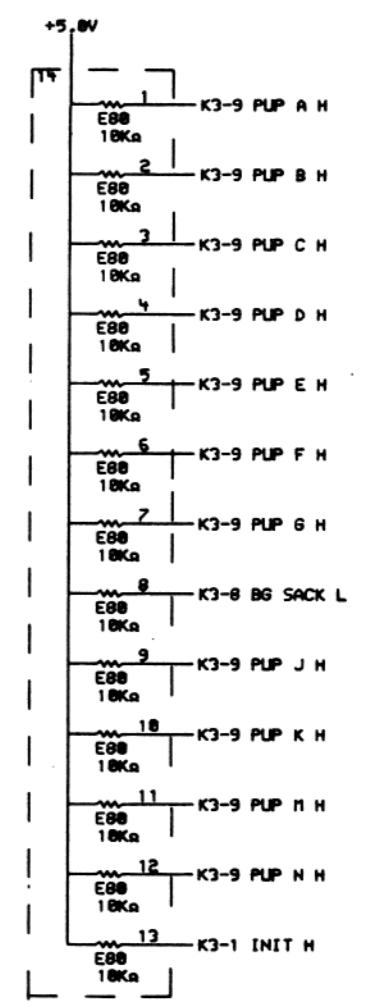 +5.0V
14
1 K3-9 PUP A H
E80
10KΩ
2 K3-9 PUP B H
E80
10KΩ
3 K3-9 PUP C H
E80
10KΩ
4 K3-9 PUP D H
E80
10KΩ
5 K3-9 PUP E H
E80
10KΩ
6 K3-9 PUP F H
E80
10KΩ
7 K3-9 PUP G H
E80
10KΩ
8 K3-8 BG SACK L
E80
10KΩ
9 K3-9 PUP J H
E80
10KΩ
10 K3-9 PUP K H
E80
10KΩ
11 K3-9 PUP M H
E80
10KΩ
12 K3-9 PUP N H
E80
10KΩ
13 K3-1 INIT H
E80
10KΩ